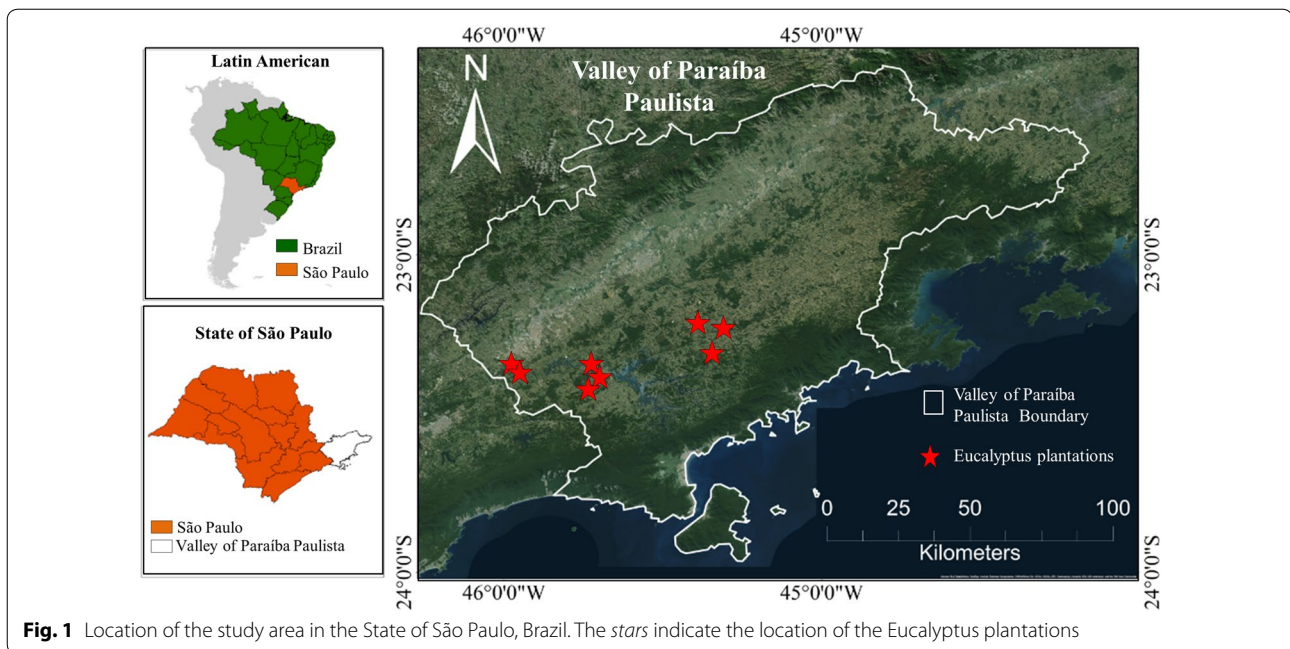 Latin American
Brazil
São Paulo
State of São Paulo
São Paulo
Valley of Paraíba Paulista
46°0'0"W
45°0'0"W
N
Valley of Paraíba
Paulista
23°0'0"S
23°0'0"S
Valley of Paraíba
Paulista Boundary
Eucalyptus plantations
0 25 50 100
Kilometers
24°0'0"S
24°0'0"S
46°0'0"W
45°0'0"W
Fig. 1 Location of the study area in the State of São Paulo, Brazil. The stars indicate the location of the Eucalyptus plantations